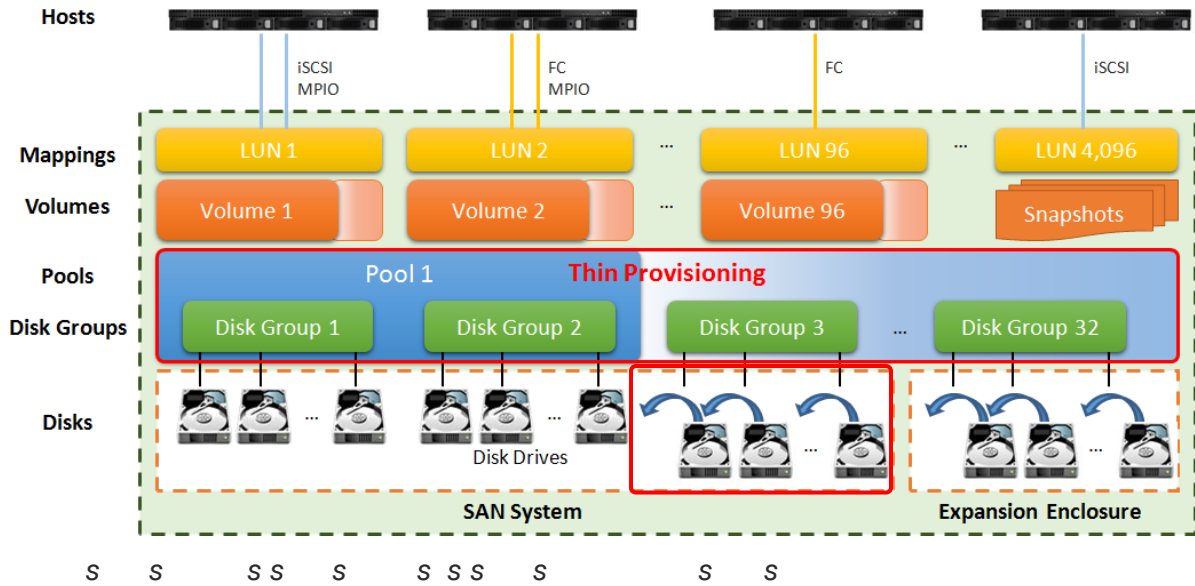 Hosts
iSCSI
MPIO
FC
MPIO
FC
iSCSI
Mappings
LUN 1
LUN 2
...
LUN 96
...
LUN 4,096
Volumes
Volume 1
Volume 2
...
Volume 96
Snapshots
Pools
Pool 1
Thin Provisioning
Disk Groups
Disk Group 1
Disk Group 2
Disk Group 3
...
Disk Group 32
Disks
...
...
...
...
Disk Drives
SAN System
Expansion Enclosure
s s s s s s s s s s s